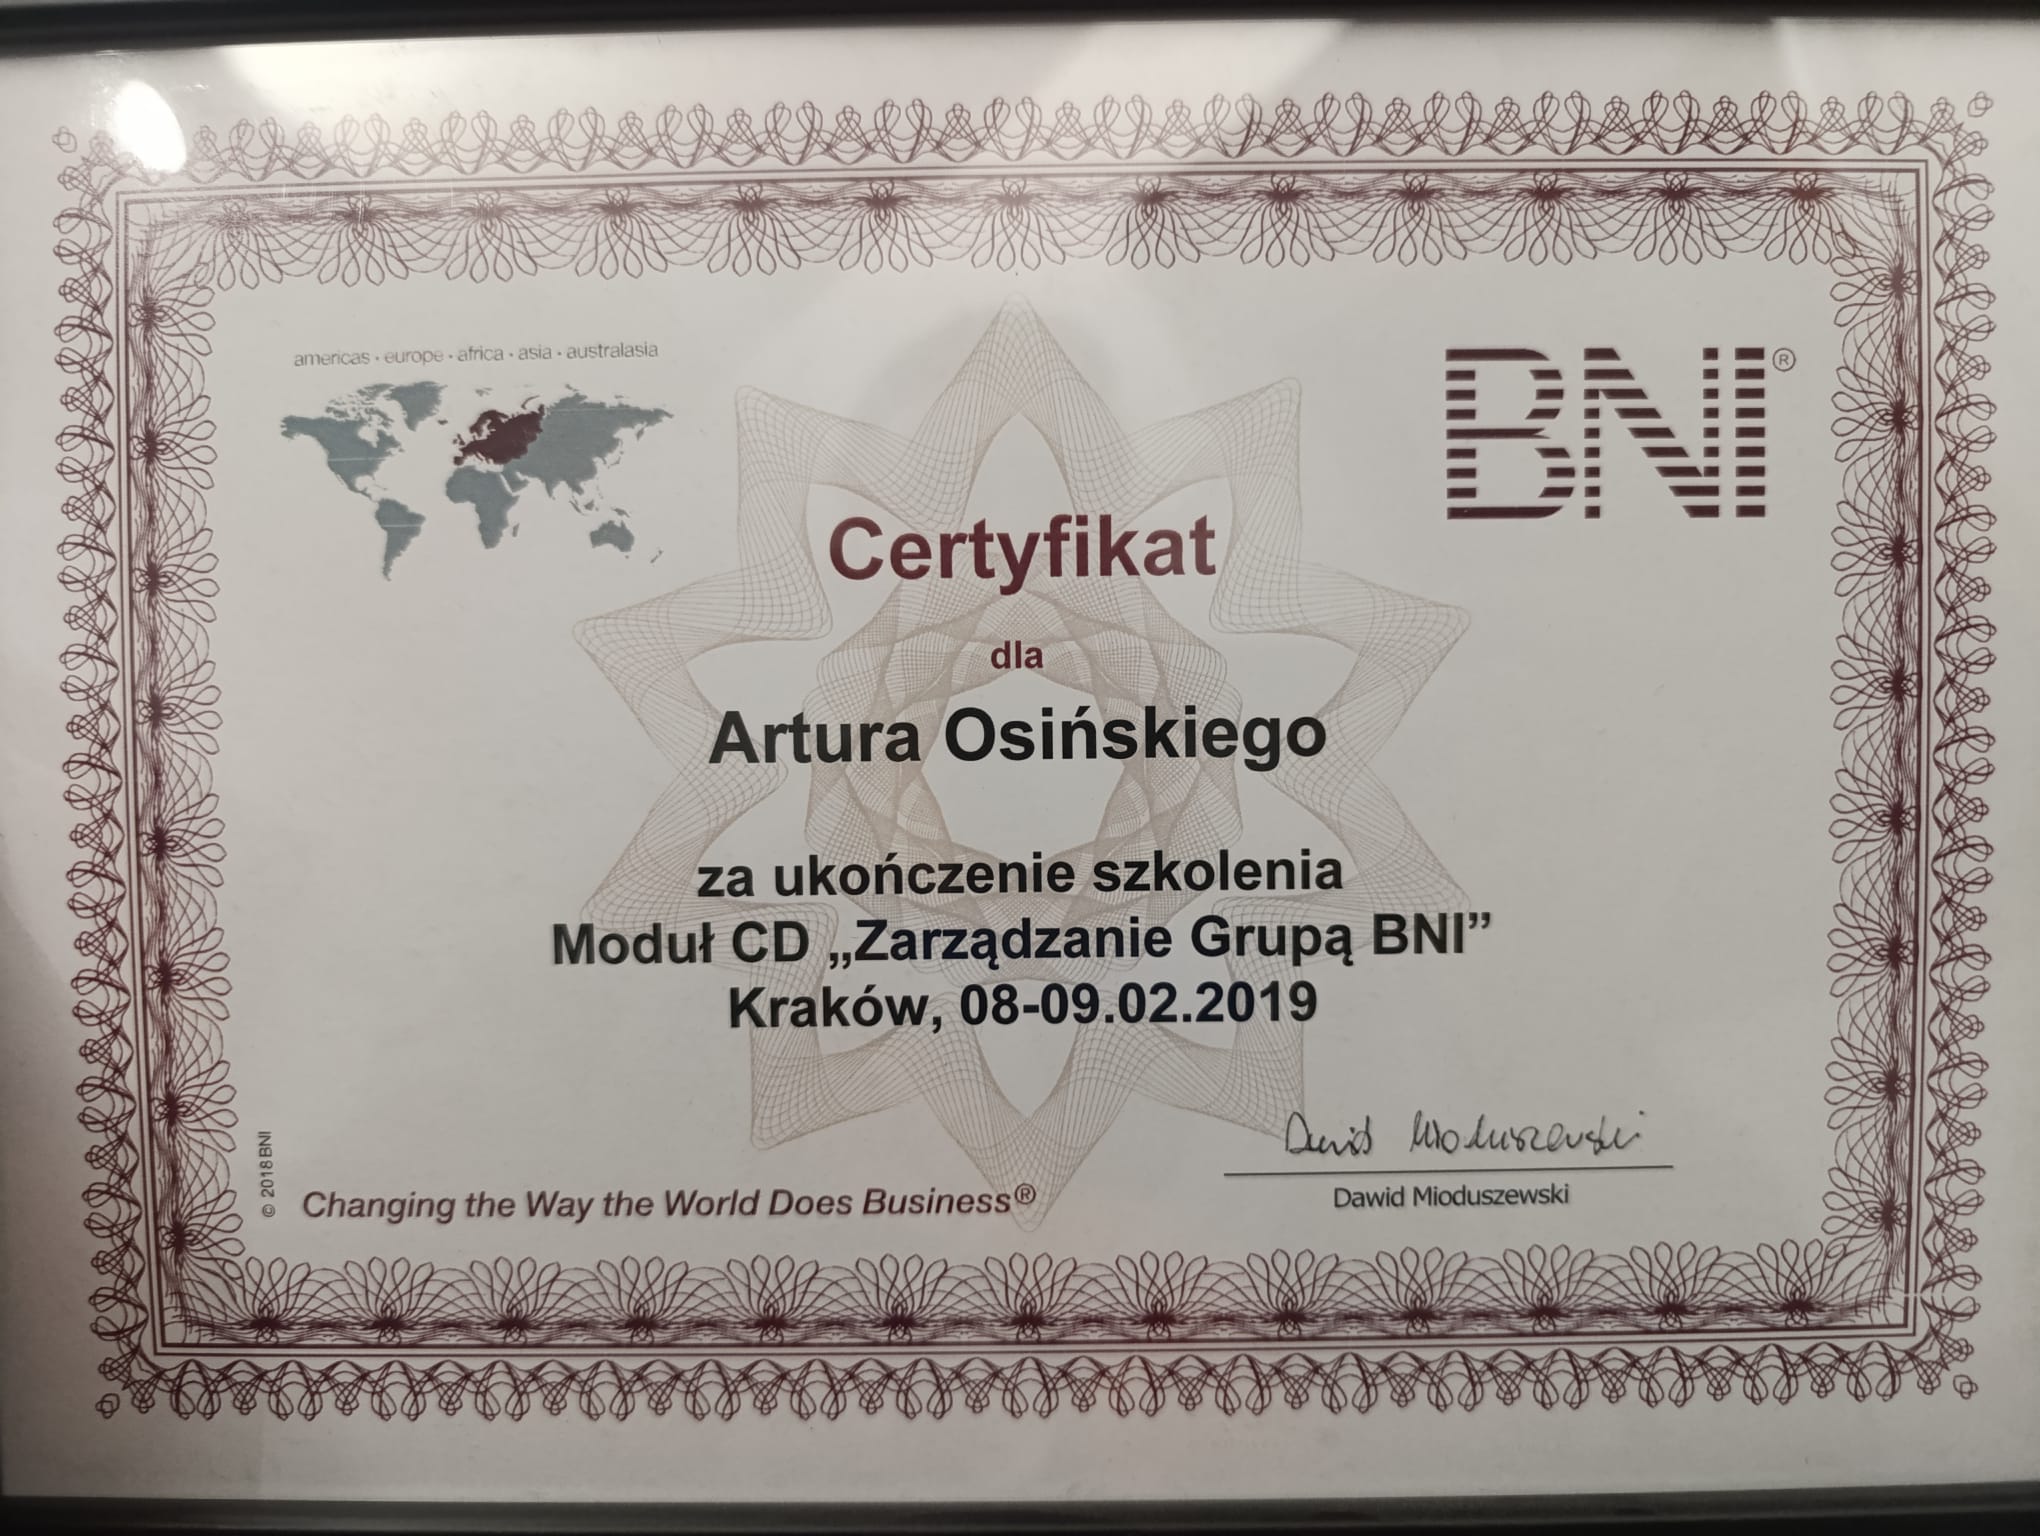 americas · europe · africa · asia · australasia
BNI®
Certyfikat
dla
Artura Osińskiego
za ukończenie szkolenia
Moduł CD „Zarządzanie Grupą BNI”
Kraków, 08-09.02.2019
© 2018 BNI
Changing the Way the World Does Business®
Dawid Mioduszewski
Dawid Mioduszewski